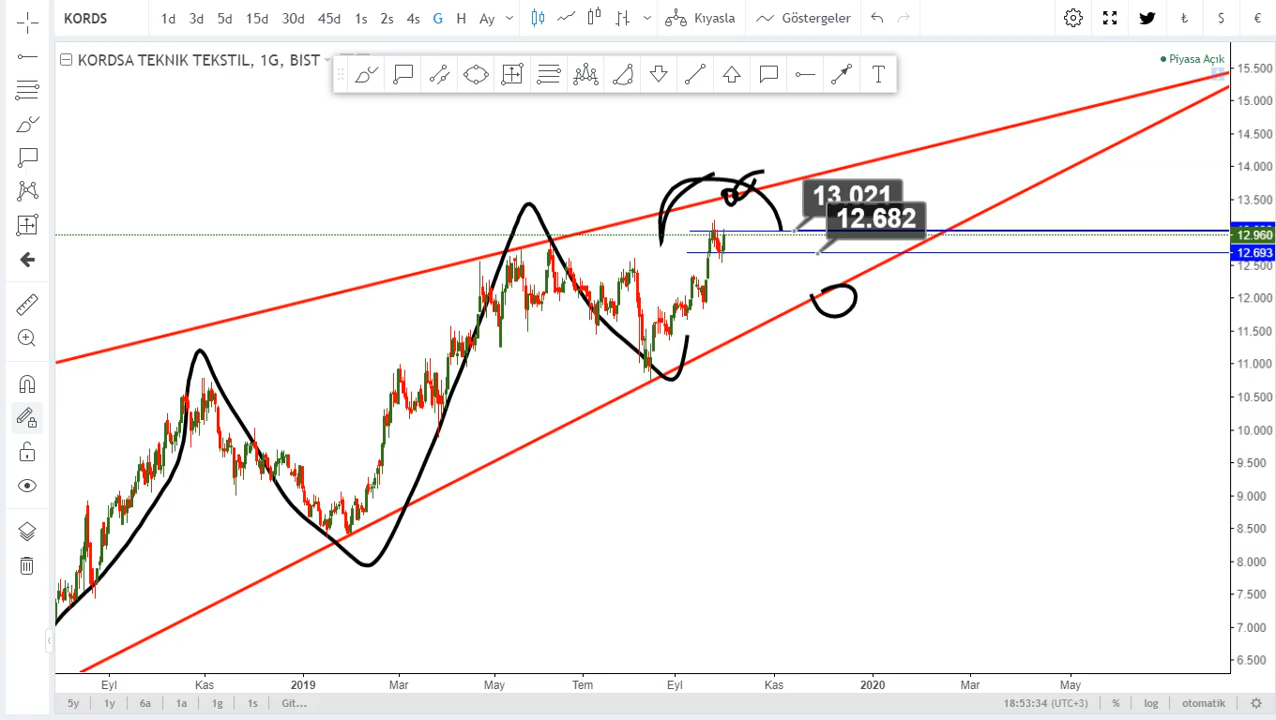 KORDS
1d 3d 5d 15d 30d 45d 1s 2s 4s G H Ay
Kıyasla
Göstergeler
₺ $ €
KORDSA TEKNIK TEKSTIL, 1G, BIST
Piyasa Açık
T
13.021
12.682
15.500
15.000
14.500
14.000
13.500
12.960
12.693
12.500
12.000
11.500
11.000
10.500
10.000
9.500
9.000
8.500
8.000
7.500
7.000
6.500
Eyl Kas 2019 Mar May Tem Eyl Kas 2020 Mar May
5y 1y 6a 1a 1g 1s Git...
18:53:34 (UTC+3) % log otomatik